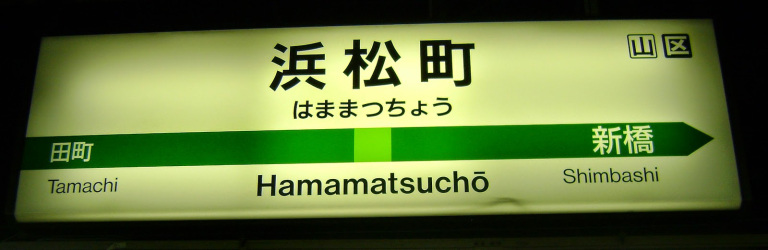 浜松町
山 区
はままつちょう
田町
新橋
Tamachi
Hamamatsuchō
Shimbashi